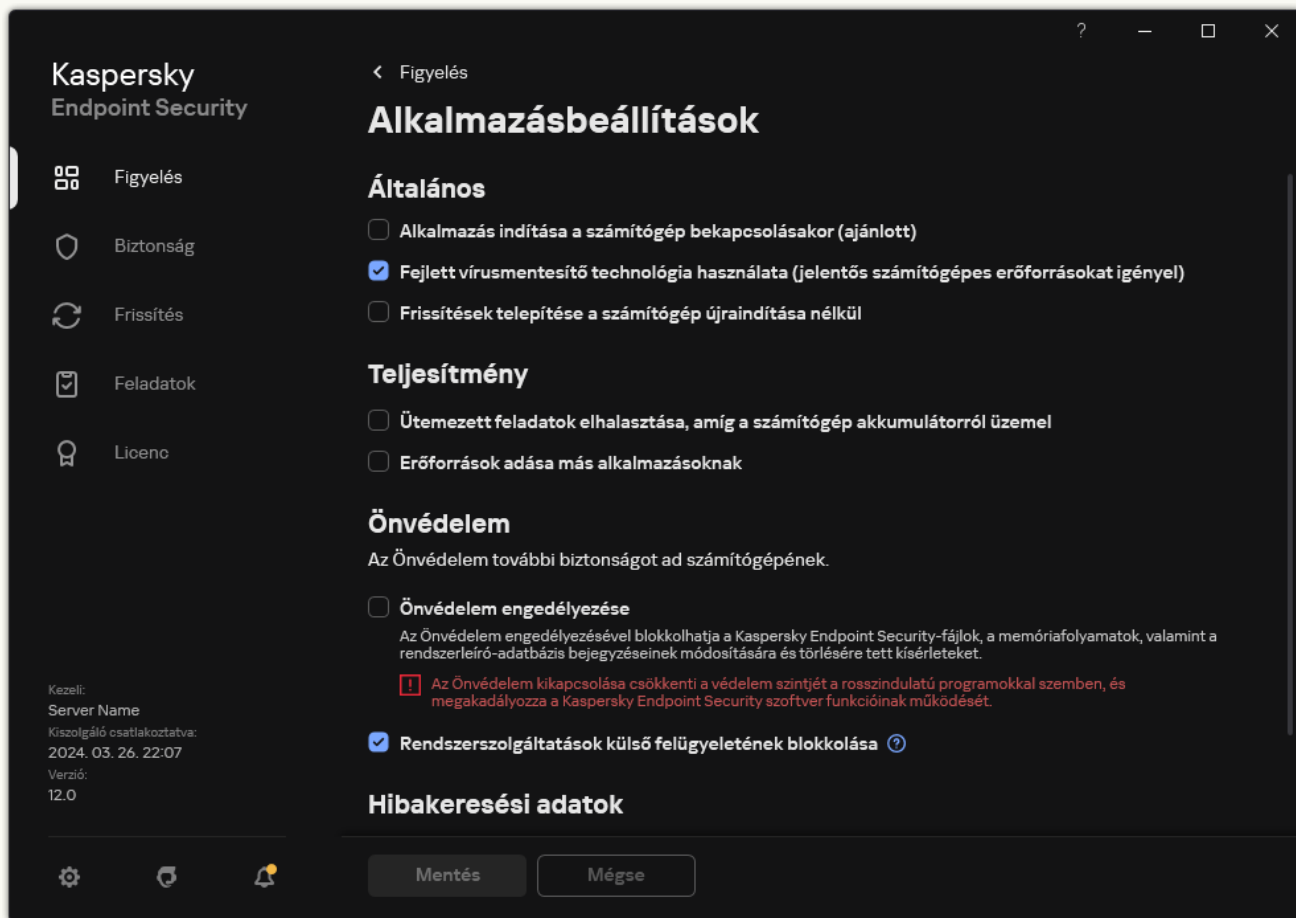 ?
Kaspersky
Endpoint Security
Figyelés
Biztonság
Frissítés
Feladatok
Licenc
Kezeli:
Server Name
Kiszolgáló csatlakoztatva:
2024. 03. 26. 22:07
Verzió:
12.0
Figyelés
Alkalmazásbeállítások
Általános
Alkalmazás indítása a számítógép bekapcsolásakor (ajánlott)
Fejlett vírusmentesítő technológia használata (jelentős számítógépes erőforrásokat igényel)
Frissítések telepítése a számítógép újraindítása nélkül
Teljesítmény
Ütemezett feladatok elhalasztása, amíg a számítógép akkumulátorról üzemel
Erőforrások adása más alkalmazásoknak
Önvédelem
Az Önvédelem további biztonságot ad számítógépének.
Önvédelem engedélyezése
Az Önvédelem engedélyezésével blokkolhatja a Kaspersky Endpoint Security-fájlok, a memóriafolyamatok, valamint a
rendszerleíró-adatbázis bejegyzéseinek módosítására és törlésére tett kísérleteket.
! Az Önvédelem kikapcsolása csökkenti a védelem szintjét a rosszindulatú programokkal szemben, és
megakadályozza a Kaspersky Endpoint Security szoftver funkcióinak működését.
Rendszerszolgáltatások külső felügyeletének blokkolása ?
Hibakeresési adatok
Mentés
Mégse